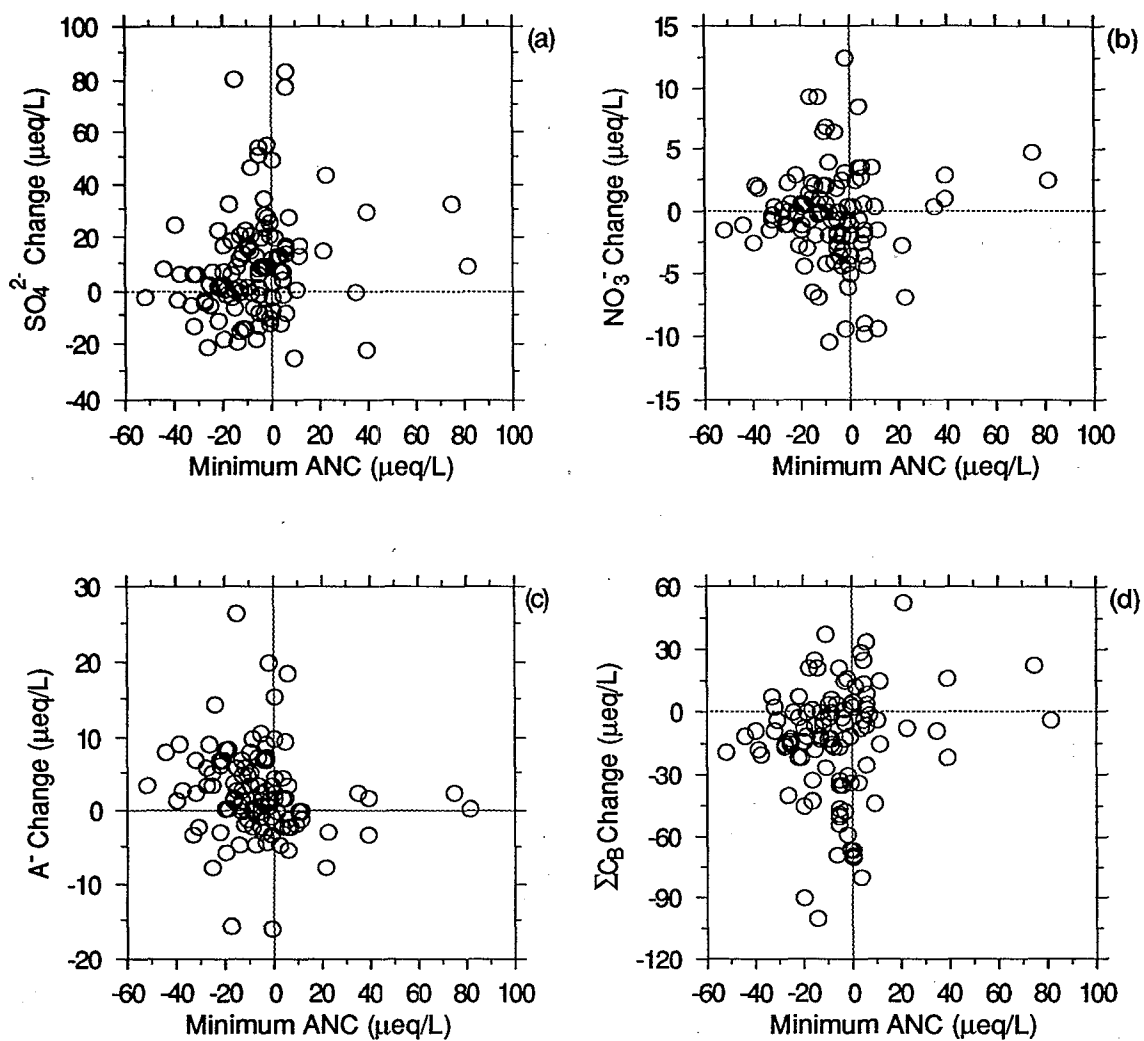 (a)
SO₄²⁻ Change (μeq/L)
100
80
60
40
20
0
-20
-40
-60 -40 -20 0 20 40 60 80 100
Minimum ANC (μeq/L)
(b)
NO₃⁻ Change (μeq/L)
15
10
5
0
-5
-10
-15
-60 -40 -20 0 20 40 60 80 100
Minimum ANC (μeq/L)
(c)
A⁻ Change (μeq/L)
30
20
10
0
-10
-20
-60 -40 -20 0 20 40 60 80 100
Minimum ANC (μeq/L)
(d)
ΣC_B Change (μeq/L)
60
30
0
-30
-60
-90
-120
-60 -40 -20 0 20 40 60 80 100
Minimum ANC (μeq/L)